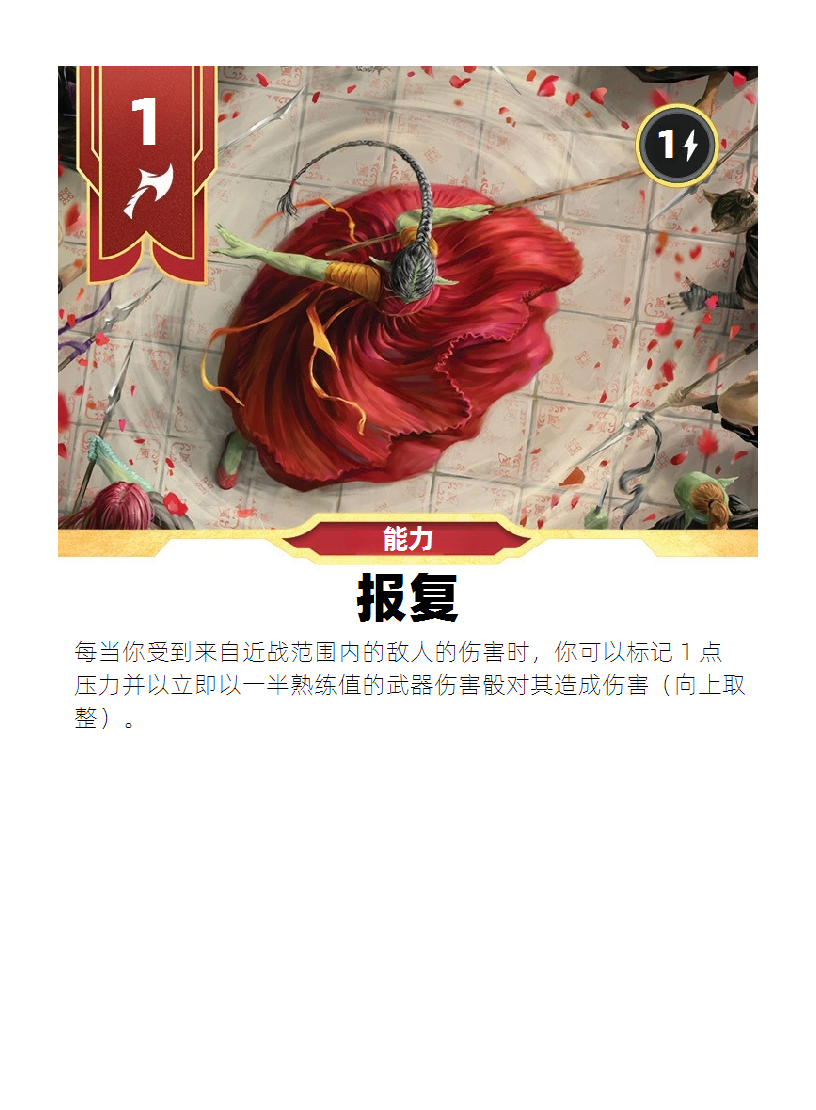 1
1
能力
报复
每当你受到来自近战范围内的敌人的伤害时，你可以标记 1 点
压力并以立即以一半熟练值的武器伤害骰对其造成伤害（向上取
整）。